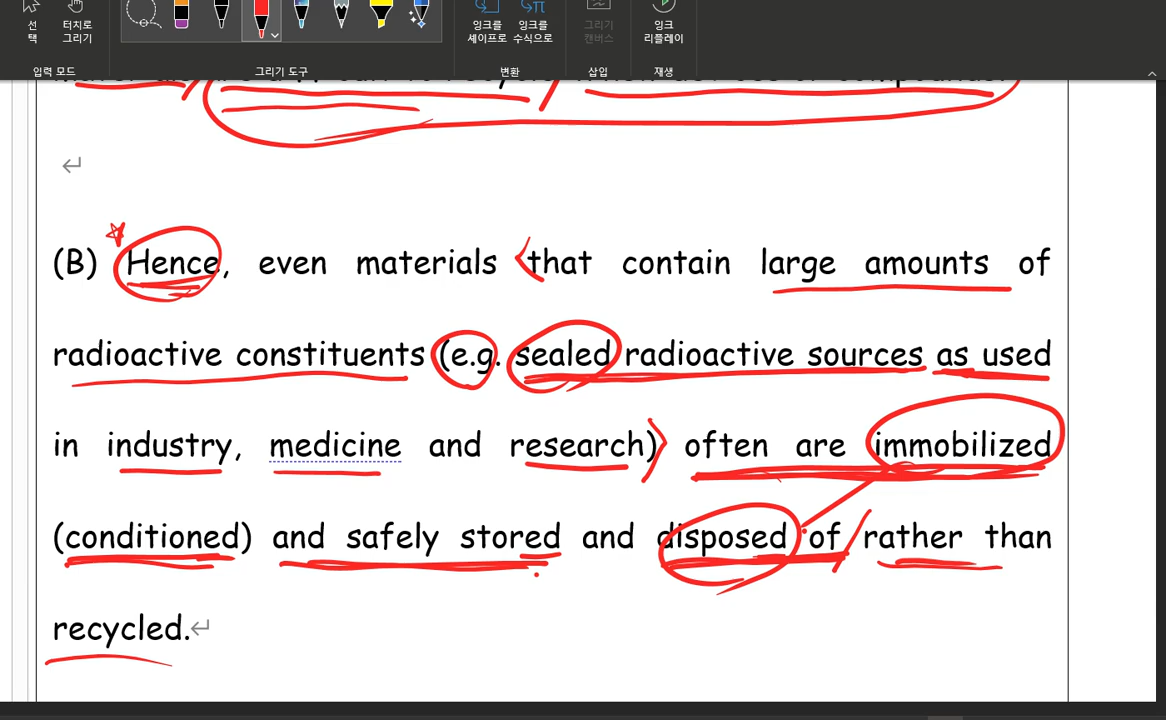 선택
터치로 그리기
잉크를 셰이프로
잉크를 수식으로
그리기 캔버스
잉크 리플레이
입력 모드
그리기 도구
변환
삽입
재생
(B) Hence, even materials that contain large amounts of
radioactive constituents (e.g. sealed radioactive sources as used
in industry, medicine and research) often are immobilized
(conditioned) and safely stored and disposed of rather than
recycled.